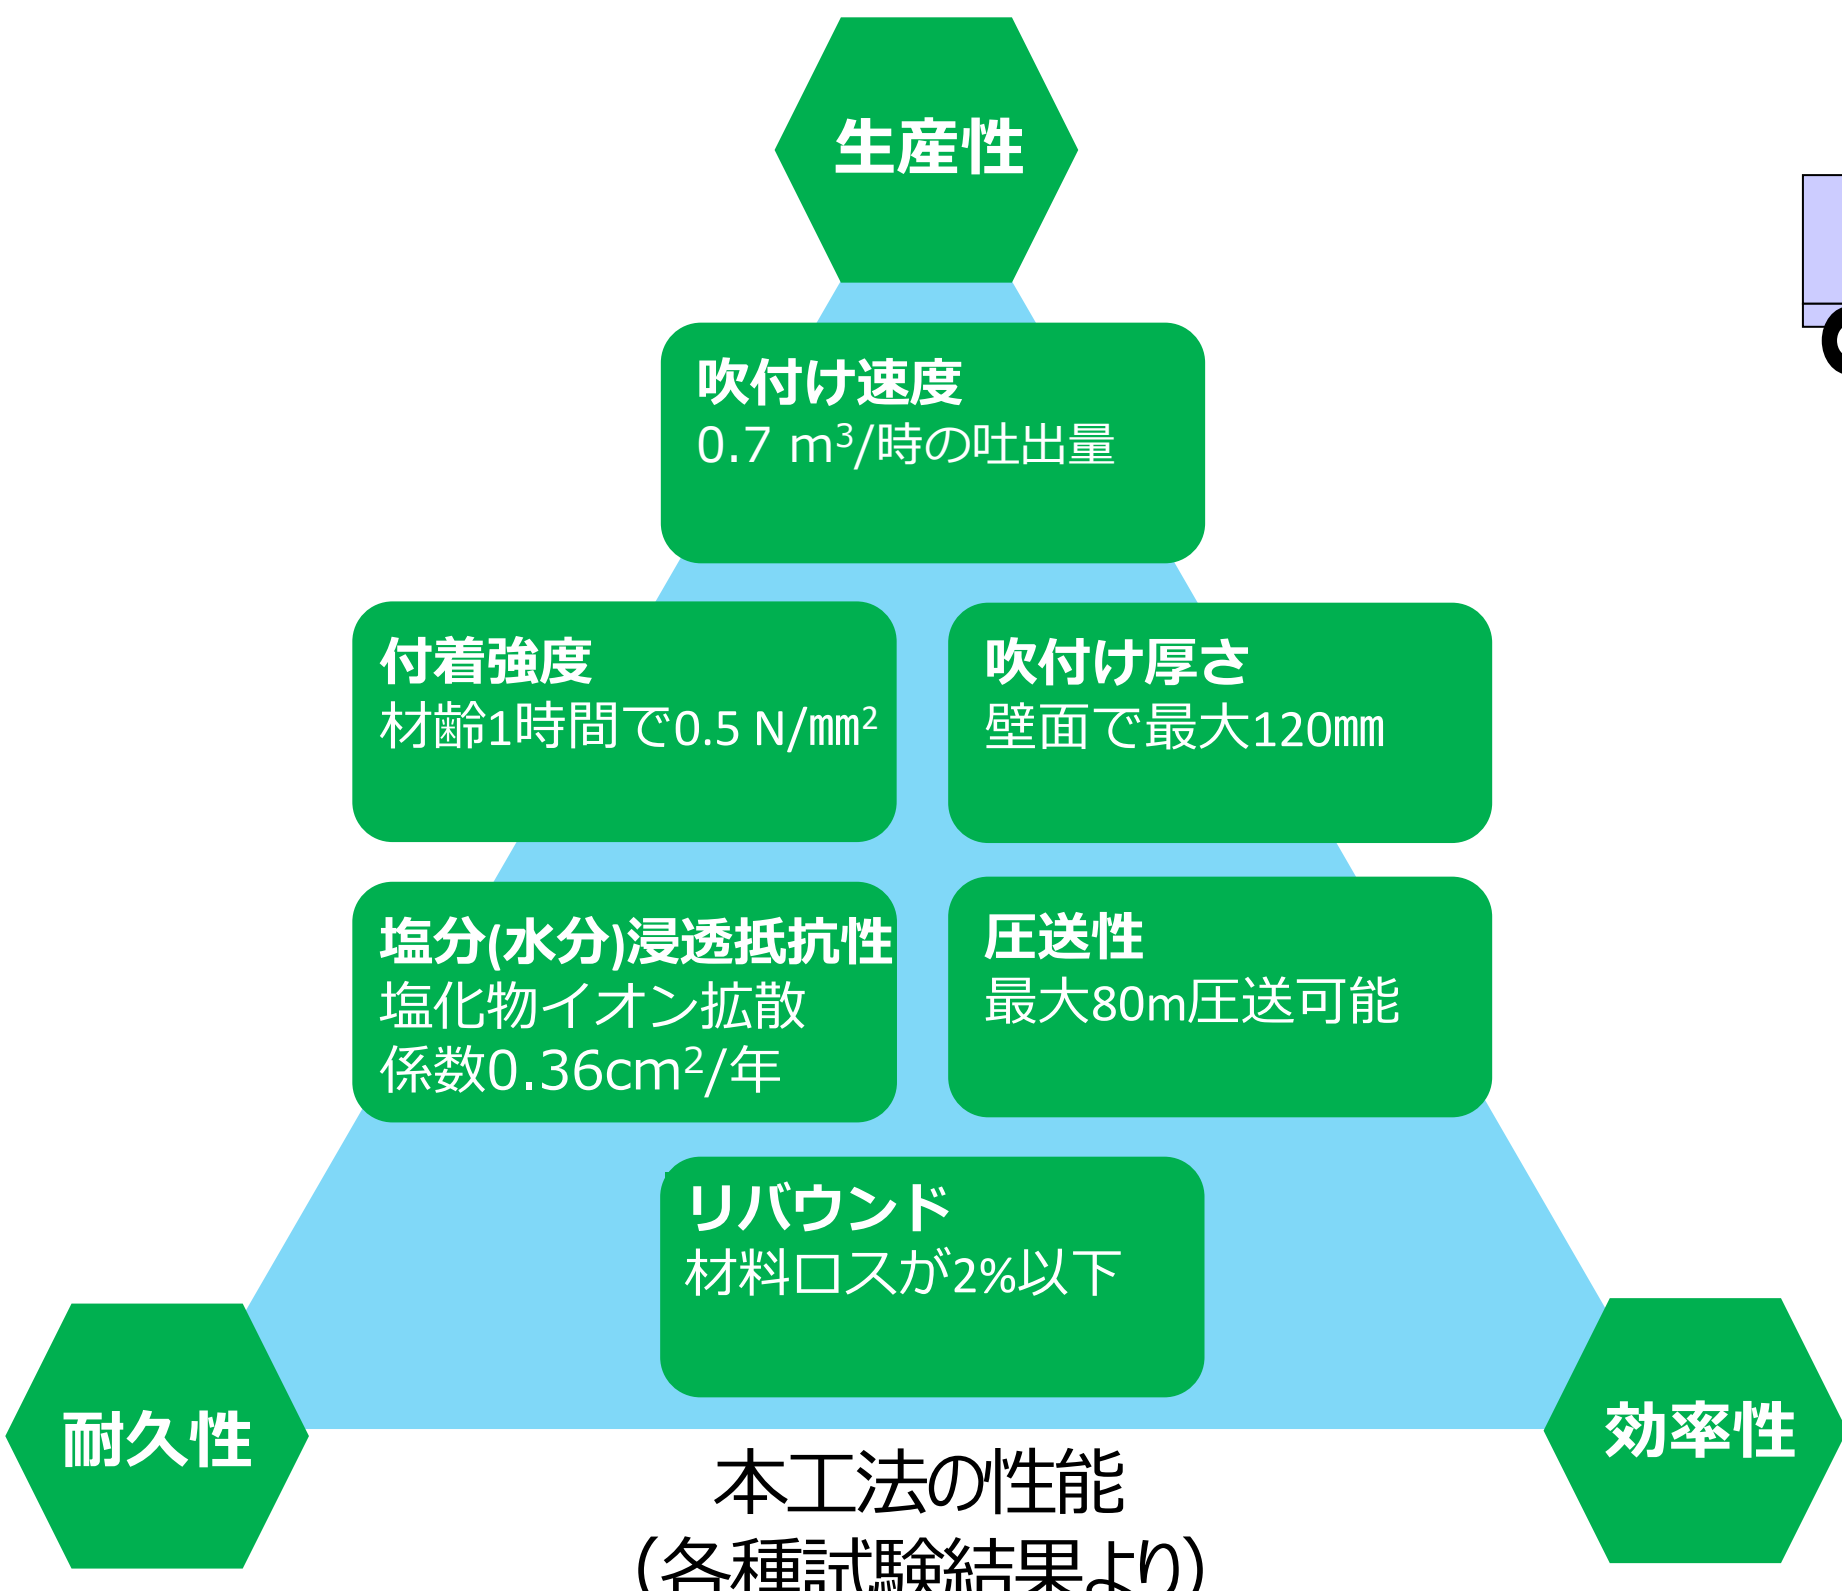 生産性
吹付け速度
0.7 m³/時の吐出量
付着強度
材齢1時間で0.5 N/㎜²
吹付け厚さ
壁面で最大120㎜
塩分(水分)浸透抵抗性
塩化物イオン拡散
係数0.36cm²/年
圧送性
最大80m圧送可能
リバウンド
材料ロスが2%以下
耐久性
効率性
本工法の性能
（各種試験結果より）